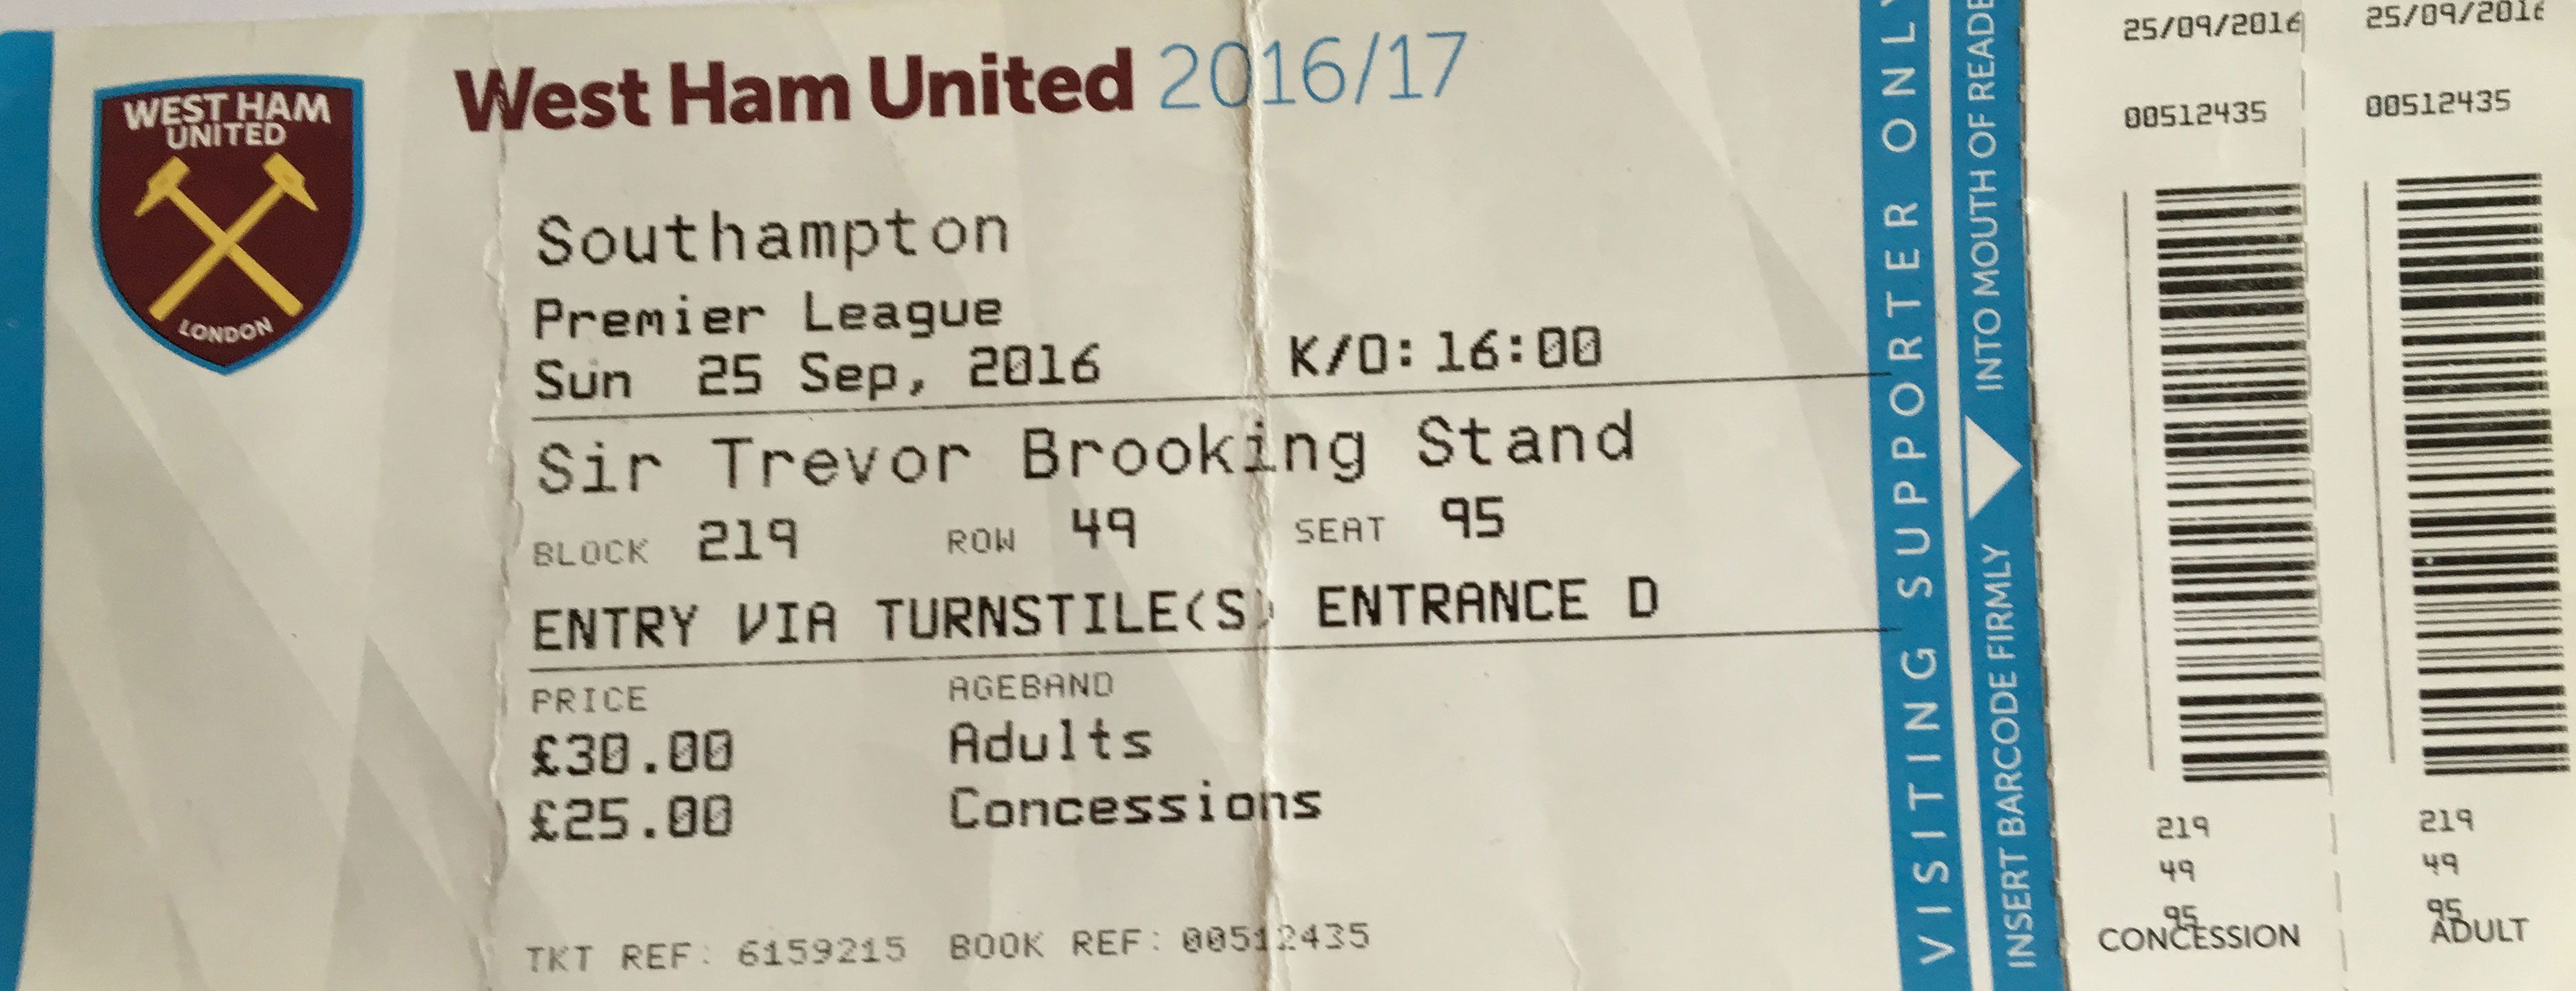 WEST HAM
UNITED
LONDON
West Ham United 2016/17
Southampton
Premier League
Sun 25 Sep, 2016 K/O: 16:00
Sir Trevor Brooking Stand
BLOCK 219 ROW 49 SEAT 95
ENTRY VIA TURNSTILE(S) ENTRANCE D
PRICE AGEBAND
£30.00 Adults
£25.00 Concessions
TKT REF: 6159215 BOOK REF: 00512435
VISITING SUPPORTER ONLY
INSERT BARCODE FIRMLY INTO MOUTH OF READE
25/09/2016
00512435
219
49
95
CONCESSION
25/09/2016
00512435
219
49
95
ADULT